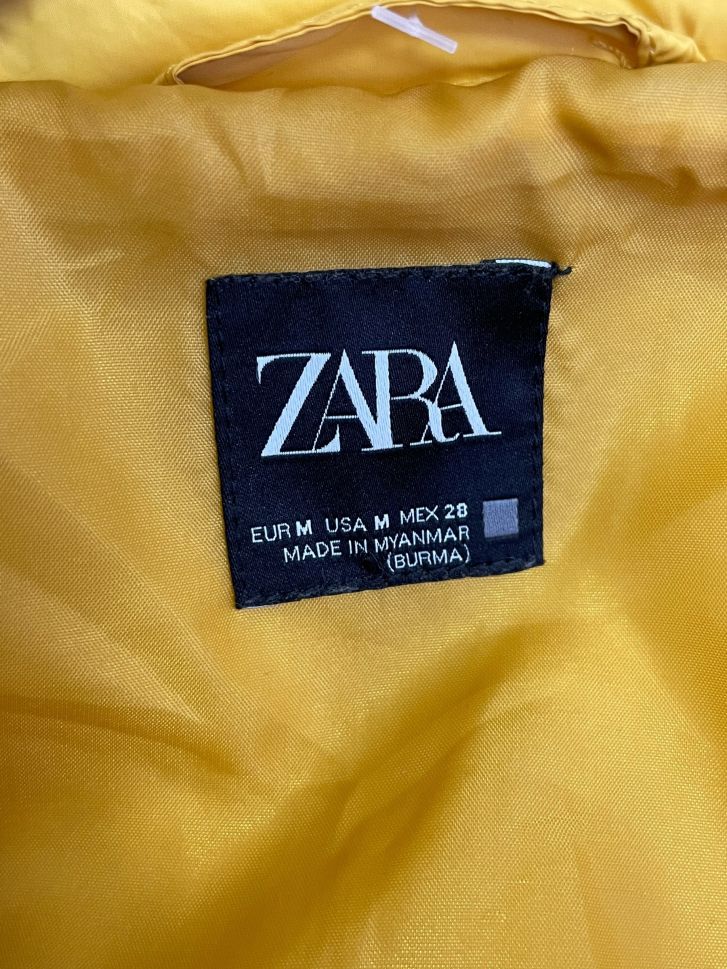 ZARA
EUR M USA M MEX 28
MADE IN MYANMAR
(BURMA)